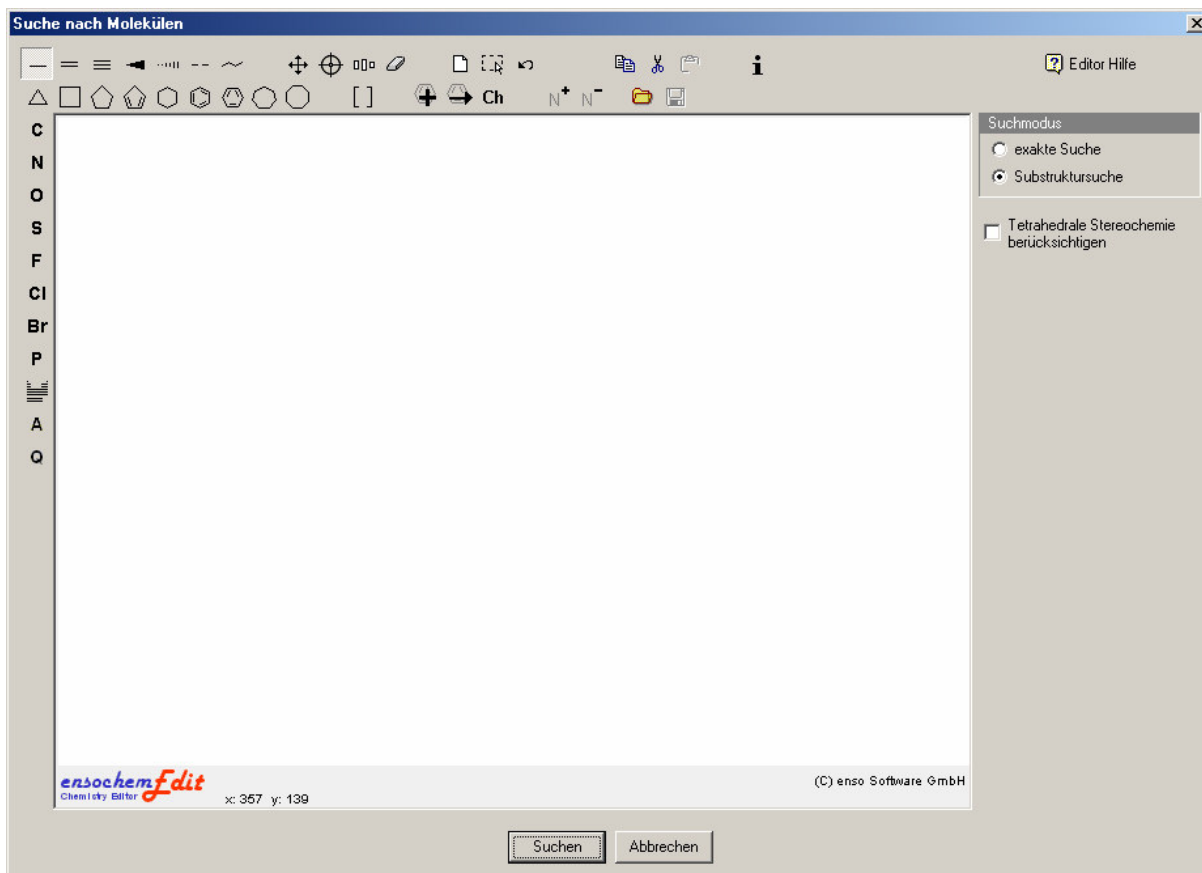 Suche nach Molekülen
i
Editor Hilfe
[ ] Ch N+ N-
C
N
O
S
F
Cl
Br
P
A
Q
Suchmodus
exakte Suche
Substruktursuche
Tetrahedrale Stereochemie
berücksichtigen
ensochemEdit
Chemistry Editor
x: 357 y: 139
(C) enso Software GmbH
Suchen
Abbrechen